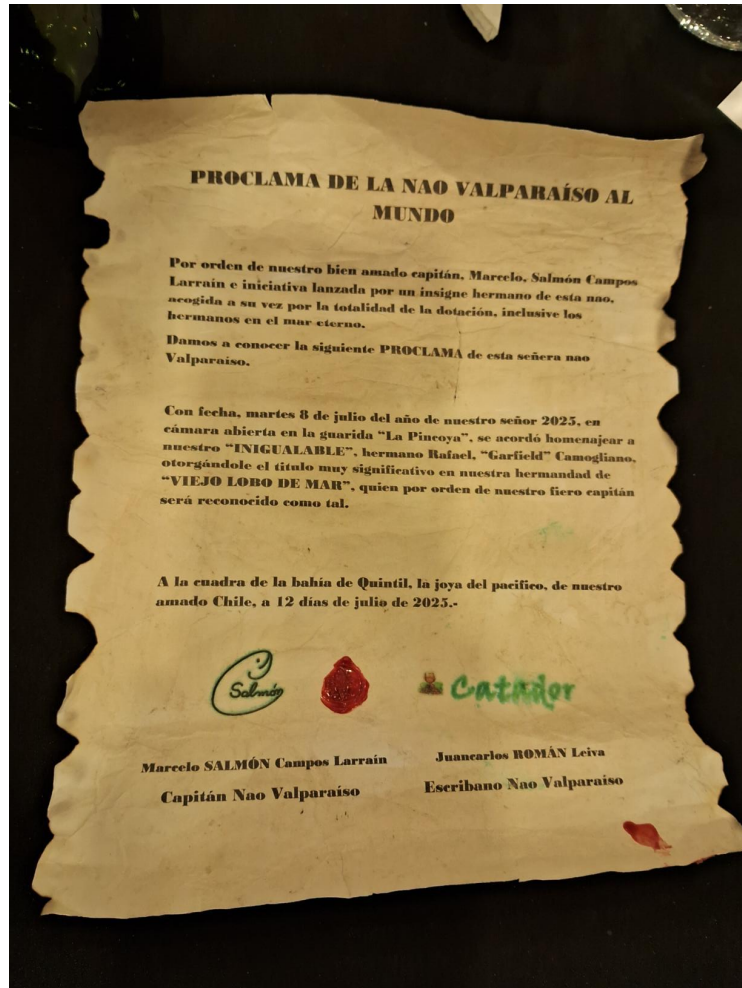 PROCLAMA DE LA NAO VALPARAÍSO AL
MUNDO
Por orden de nuestro bien amado capitán, Marcelo, Salmón Campos
Larraín e iniciativa lanzada por un insigne hermano de esta nao,
acogida a su vez por la totalidad de la dotación, inclusive los
hermanos en el mar eterno.
Damos a conocer la siguiente PROCLAMA de esta señera nao
Valparaíso.
Con fecha, martes 8 de julio del año de nuestro señor 2025, en
cámara abierta en la guarida “La Pincoya”, se acordó homenajear a
nuestro “INIGUALABLE”, hermano Rafael, “Garfield” Camogliano,
otorgándole el titulo muy significativo en nuestra hermandad de
“VIEJO LOBO DE MAR”, quien por orden de nuestro fiero capitán
será reconocido como tal.
A la cuadra de la bahía de Quintil, la joya del pacifico, de nuestro
amado Chile, a 12 días de julio de 2025.-
Salmón
Catador
Marcelo SALMÓN Campos Larraín
Juancarlos ROMÁN Leiva
Capitán Nao Valparaíso
Escribano Nao Valparaíso